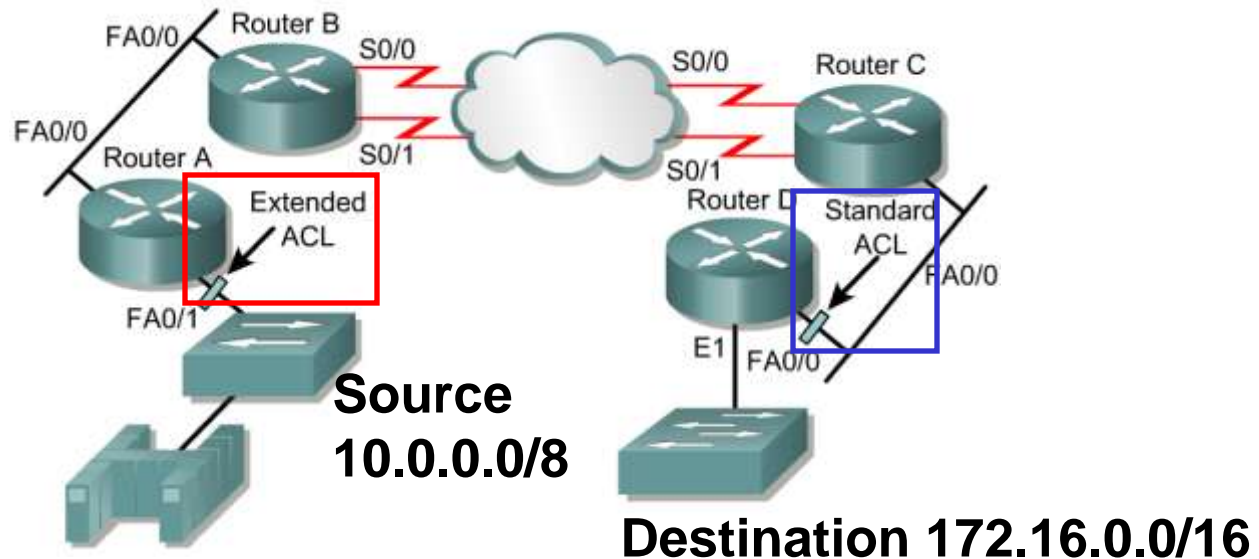 FA0/0
Router B
S0/0
S0/0
Router C
FA0/0
Router A
S0/1
S0/1
Router D
Extended
ACL
Standard
ACL
FA0/0
FA0/1
E1
FA0/0
Source
10.0.0.0/8
Destination 172.16.0.0/16